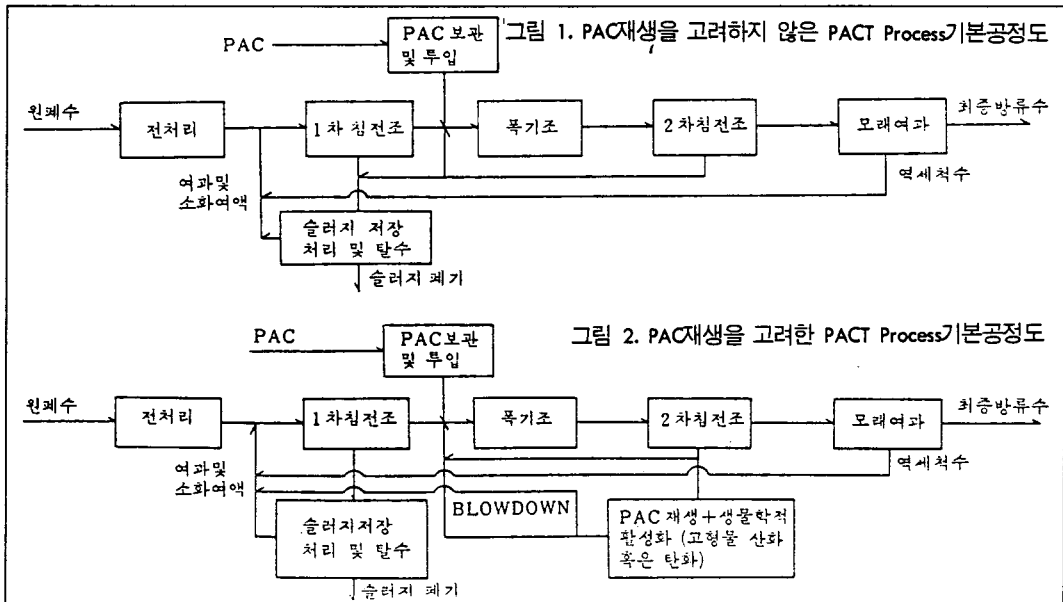 그림 1. PAC재생을 고려하지 않은 PACT Process기본공정도
PAC
PAC 보관
및 투입
원폐수
전처리
1차 침전조
폭기조
2차침전조
모래여과
최종방류수
역세척수
여과및
소화여액
슬러지 저장
처리 및 탈수
슬러지 폐기
그림 2. PAC재생을 고려한 PACT Process기본공정도
PAC
PAC보관
및 투입
원폐수
전처리
1차침전조
폭기조
2차침전조
모래여과
최종방류수
역세척수
여과및
소화여액
BLOWDOWN
슬러지저장
처리 및 탈수
PAC 재생+생물학적
활성화 (고형물 산화
혹은 탄화)
슬러지 폐기